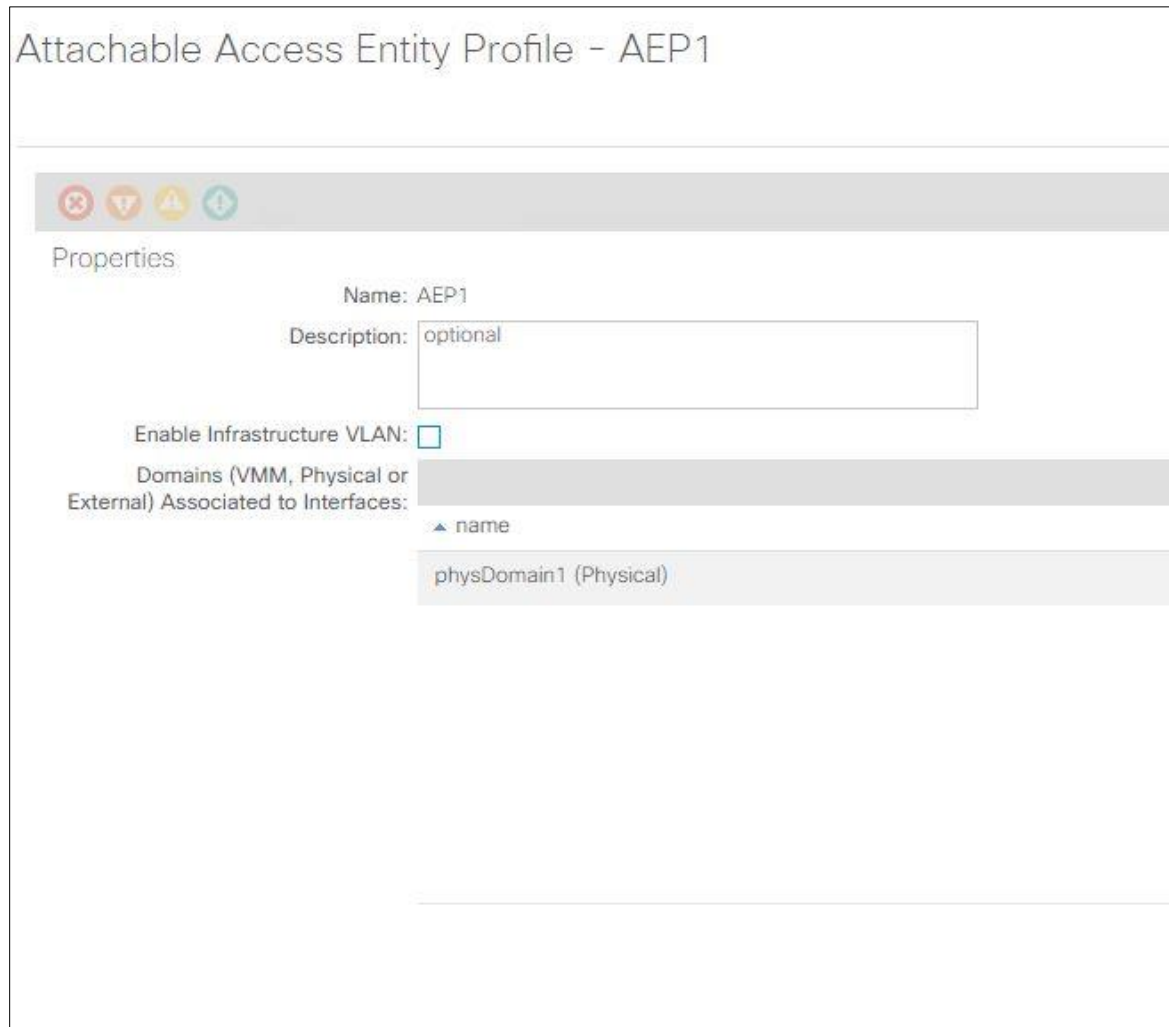 Attachable Access Entity Profile - AEP1
Properties
Name: AEP1
Description: optional
Enable Infrastructure VLAN:
Domains (VMM, Physical or
External) Associated to Interfaces:
name
physDomain1 (Physical)